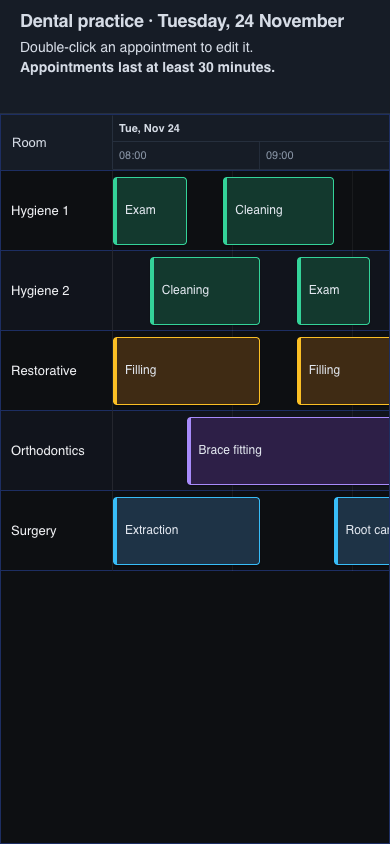 Dental practice · Tuesday, 24 November
Double-click an appointment to edit it.
Appointments last at least 30 minutes.
Room
Tue, Nov 24
08:00
09:00
Hygiene 1
Exam
Cleaning
Hygiene 2
Cleaning
Exam
Restorative
Filling
Filling
Orthodontics
Brace fitting
Surgery
Extraction
Root